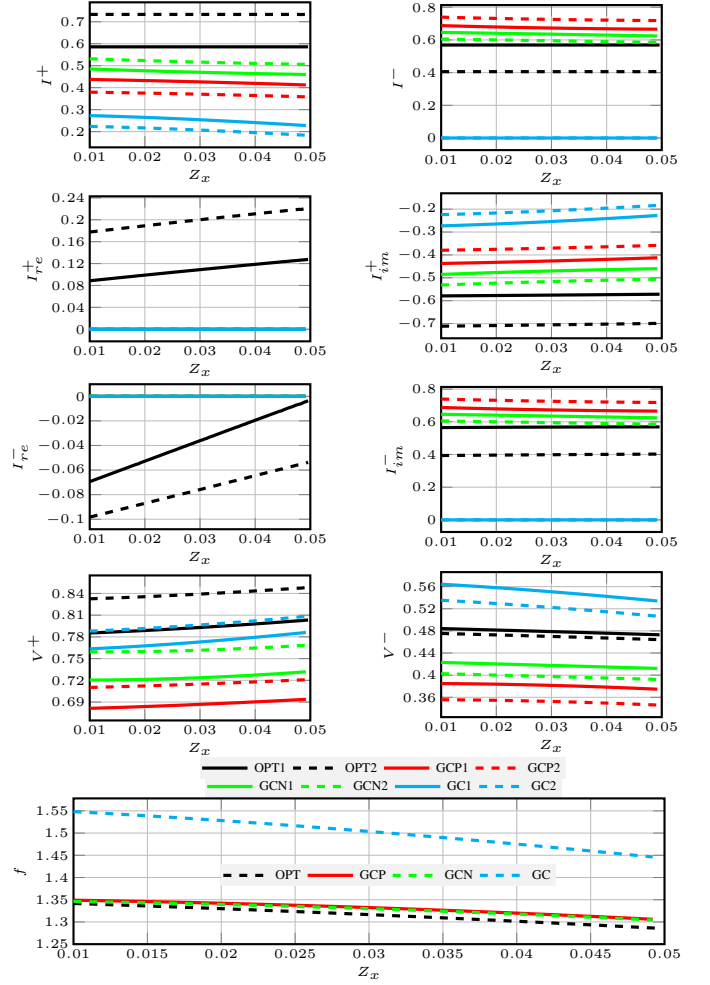 0.7
0.6
0.5
0.4
0.3
0.2
I⁺
0.01 0.02 0.03 0.04 0.05
Zₓ
0.8
0.6
0.4
0.2
0
I⁻
0.01 0.02 0.03 0.04 0.05
Zₓ
0.24
0.2
0.16
0.12
0.08
0.04
0
I⁺ᵣₑ
0.01 0.02 0.03 0.04 0.05
Zₓ
−0.2
−0.3
−0.4
−0.5
−0.6
−0.7
I⁺ᵢₘ
0.01 0.02 0.03 0.04 0.05
Zₓ
0
−0.02
−0.04
−0.06
−0.08
−0.1
I⁻ᵣₑ
0.01 0.02 0.03 0.04 0.05
Zₓ
0.8
0.6
0.4
0.2
0
I⁻ᵢₘ
0.01 0.02 0.03 0.04 0.05
Zₓ
0.84
0.81
0.78
0.75
0.72
0.69
V⁺
0.01 0.02 0.03 0.04 0.05
Zₓ
0.56
0.52
0.48
0.44
0.4
0.36
V⁻
0.01 0.02 0.03 0.04 0.05
Zₓ
OPT1 OPT2 GCP1 GCP2
GCN1 GCN2 GC1 GC2
1.55
1.5
1.45
1.4
1.35
1.3
1.25
f
OPT GCP GCN GC
0.01 0.015 0.02 0.025 0.03 0.035 0.04 0.045 0.05
Zₓ